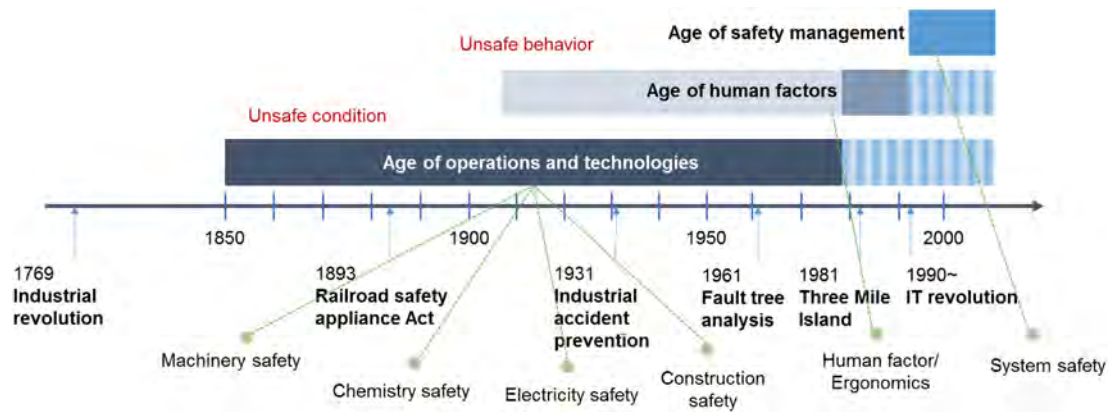 Age of safety management
Unsafe behavior
Age of human factors
Unsafe condition
Age of operations and technologies
1850
1900
1950
2000
1769
Industrial
revolution
1893
Railroad safety
appliance Act
1931
Industrial
accident
prevention
1961
Fault tree
analysis
1981
Three Mile
Island
1990~
IT revolution
Machinery safety
Chemistry safety
Electricity safety
Construction
safety
Human factor/
Ergonomics
System safety